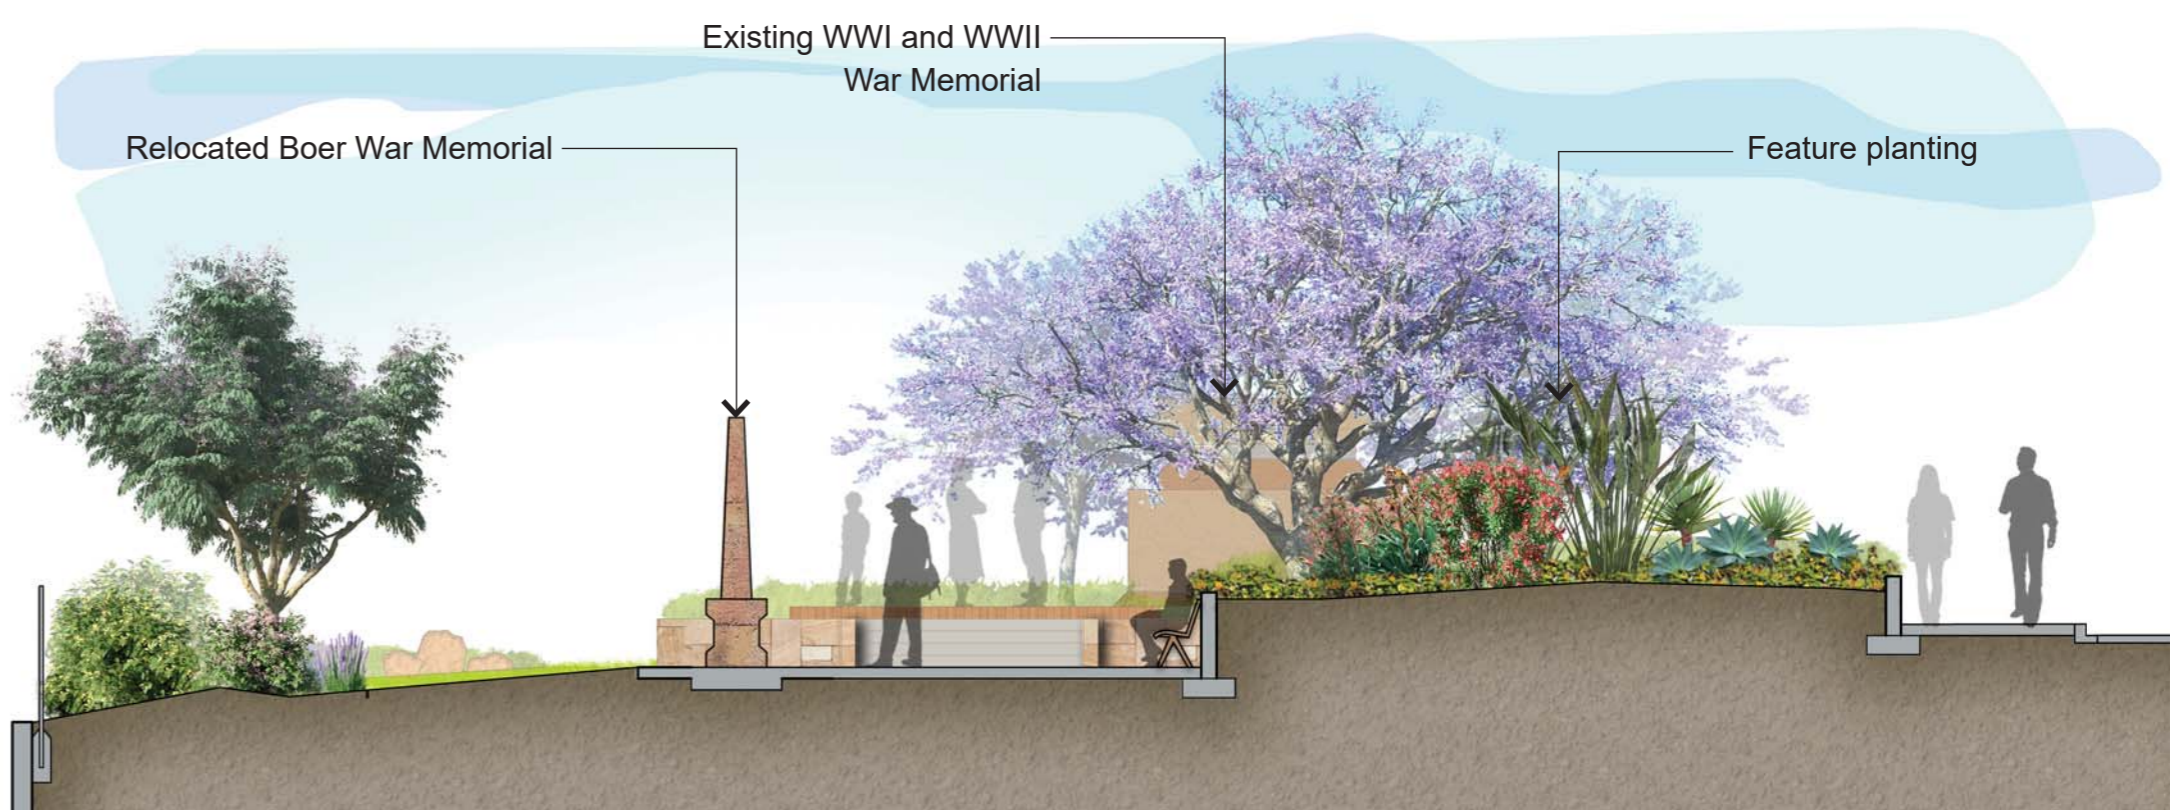 Existing WWI and WWII
War Memorial
Relocated Boer War Memorial
Feature planting